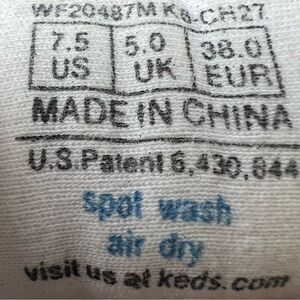 WF20487M Ks-CH27
7.5 5.0 38.0
US UK EUR
MADE IN CHINA
U.S.Patent 6,430,844
spot wash
air dry
visit us at keds.com